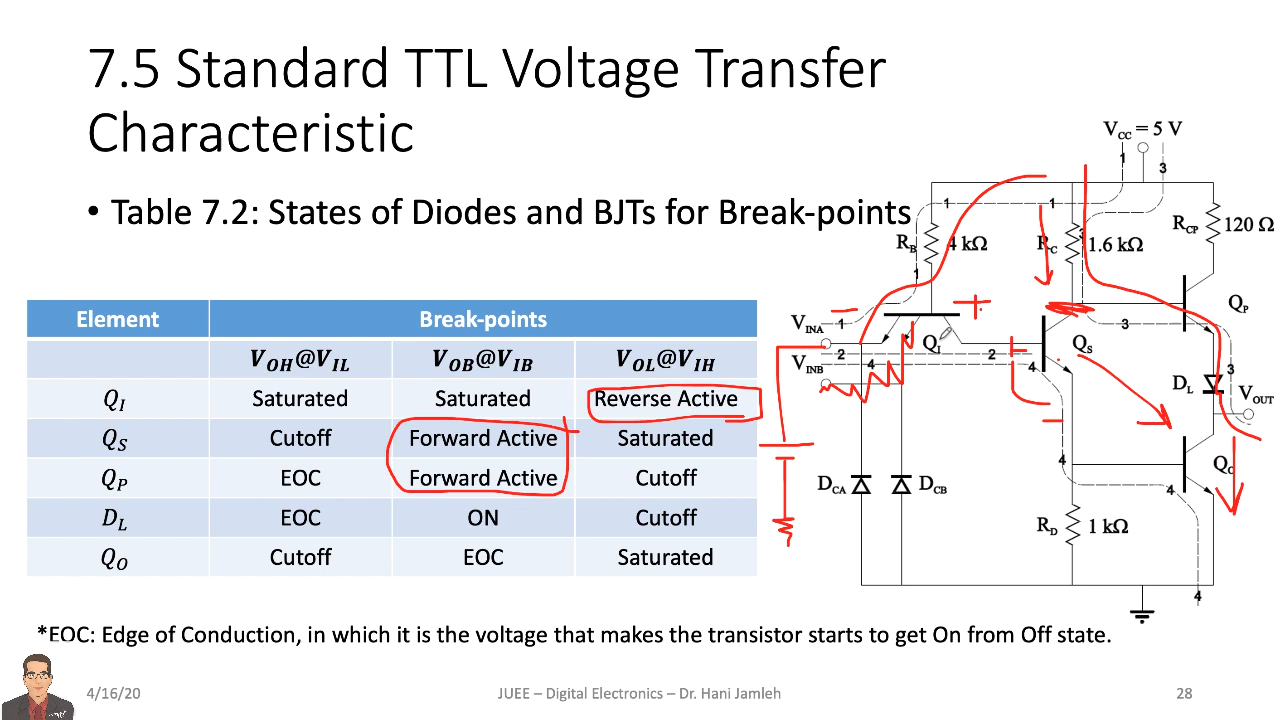 7.5 Standard TTL Voltage Transfer
Characteristic
• Table 7.2: States of Diodes and BJTs for Break-points
Element Break-points
V_OH@V_IL V_OB@V_IB V_OL@V_IH
Q_I Saturated Saturated Reverse Active
Q_S Cutoff Forward Active Saturated
Q_P EOC Forward Active Cutoff
D_L EOC ON Cutoff
Q_O Cutoff EOC Saturated
V_CC = 5 V
1 3
1 1
R_B 4 kΩ
R_C 1.6 kΩ
R_CP 120 Ω
3
1
V_INA 1
Q_I
Q_S
Q_P
3
2 2
V_INB 4 4
D_L 3
V_OUT
D_CA D_CB
4 Q_O
4
R_D 1 kΩ
4
*EOC: Edge of Conduction, in which it is the voltage that makes the transistor starts to get On from Off state.
4/16/20 JUEE – Digital Electronics – Dr. Hani Jamleh 28